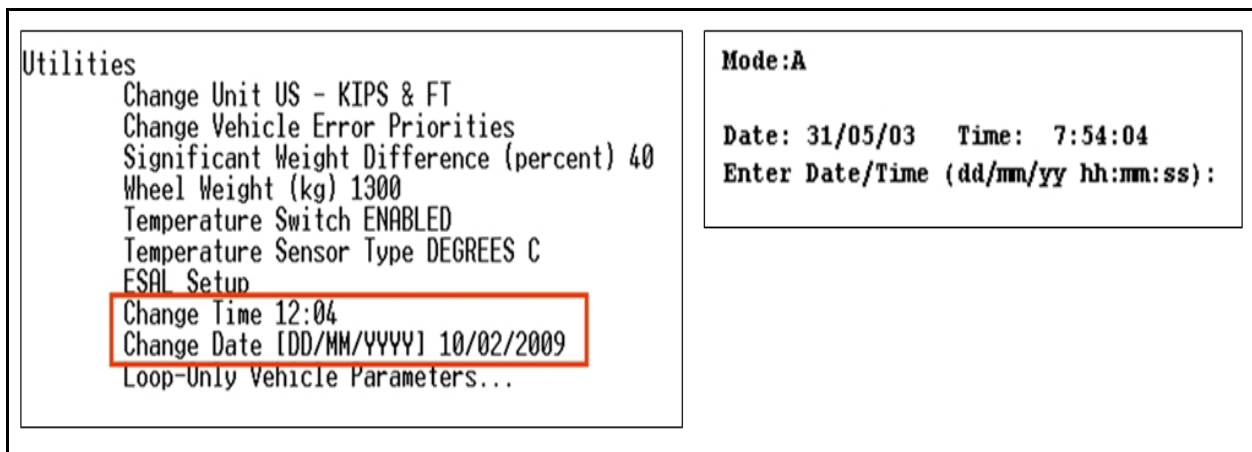 Utilities
Change Unit US - KIPS & FT
Change Vehicle Error Priorities
Significant Weight Difference (percent) 40
Wheel Weight (kg) 1300
Temperature Switch ENABLED
Temperature Sensor Type DEGREES C
ESAL Setup
Change Time 12:04
Change Date [DD/MM/YYYY] 10/02/2009
Loop-Only Vehicle Parameters...
Mode:A
Date: 31/05/03 Time: 7:54:04
Enter Date/Time (dd/mm/yy hh:mm:ss):